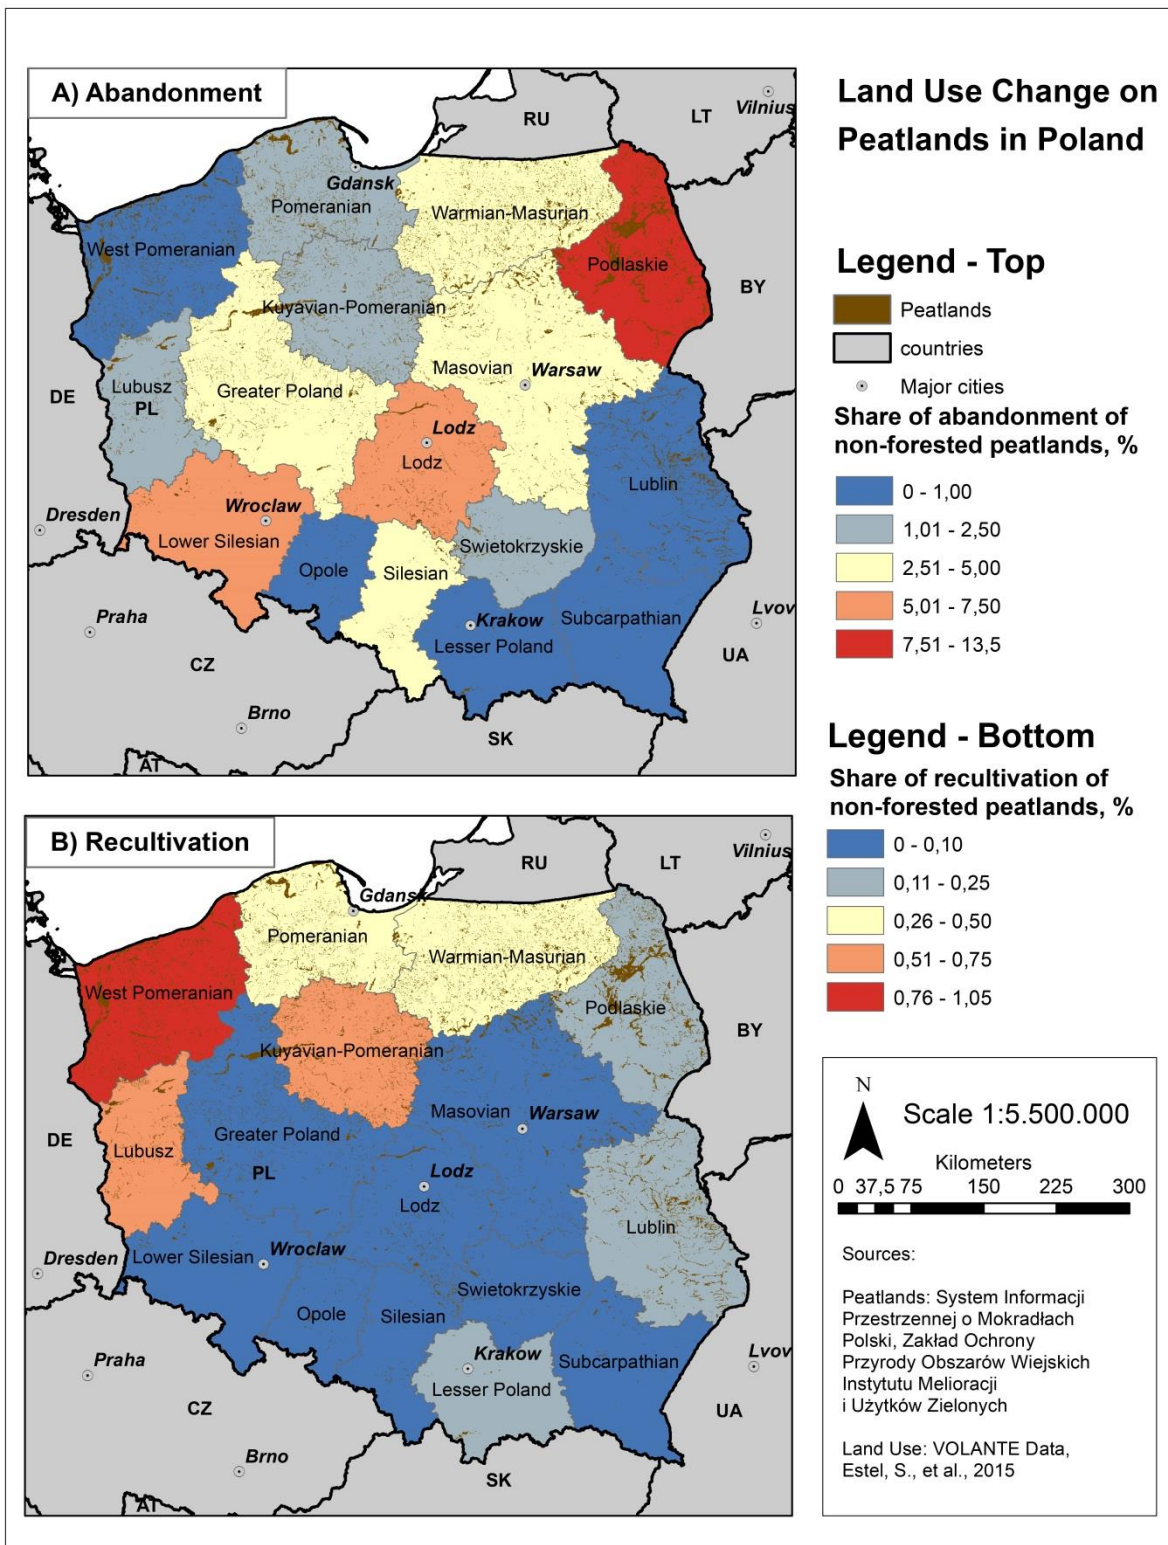 A) Abandonment
RU
LT
Vilnius
Gdansk
Pomeranian
Warmian-Masurian
West Pomeranian
Podlaskie
BY
Kuyavian-Pomeranian
Lubusz
PL
DE
Greater Poland
Masovian
Warsaw
Lodz
Lodz
Lublin
Dresden
Wroclaw
Lower Silesian
Opole
Silesian
Swietokrzyskie
Praha
Krakow
Lesser Poland
Subcarpathian
Lvov
CZ
UA
Brno
SK
AT
Land Use Change on
Peatlands in Poland
Legend - Top
Peatlands
countries
Major cities
Share of abandonment of
non-forested peatlands, %
0 - 1,00
1,01 - 2,50
2,51 - 5,00
5,01 - 7,50
7,51 - 13,5
Legend - Bottom
Share of recultivation of
non-forested peatlands, %
0 - 0,10
0,11 - 0,25
0,26 - 0,50
0,51 - 0,75
0,76 - 1,05
B) Recultivation
RU
LT
Vilnius
Gdansk
Pomeranian
Warmian-Masurian
West Pomeranian
Podlaskie
BY
Kuyavian-Pomeranian
Masovian
Warsaw
DE
Lubusz
Greater Poland
PL
Lodz
Lodz
Lublin
Dresden
Lower Silesian
Wroclaw
Opole
Silesian
Swietokrzyskie
Praha
Krakow
Lesser Poland
Subcarpathian
Lvov
CZ
UA
Brno
SK
AT
N
Scale 1:5.500.000
Kilometers
0 37,5 75 150 225 300
Sources:
Peatlands: System Informacji
Przestrzennej o Mokradłach
Polski, Zakład Ochrony
Przyrody Obszarów Wiejskich
Instytutu Melioracji
i Użytków Zielonych
Land Use: VOLANTE Data,
Estel, S., et al., 2015